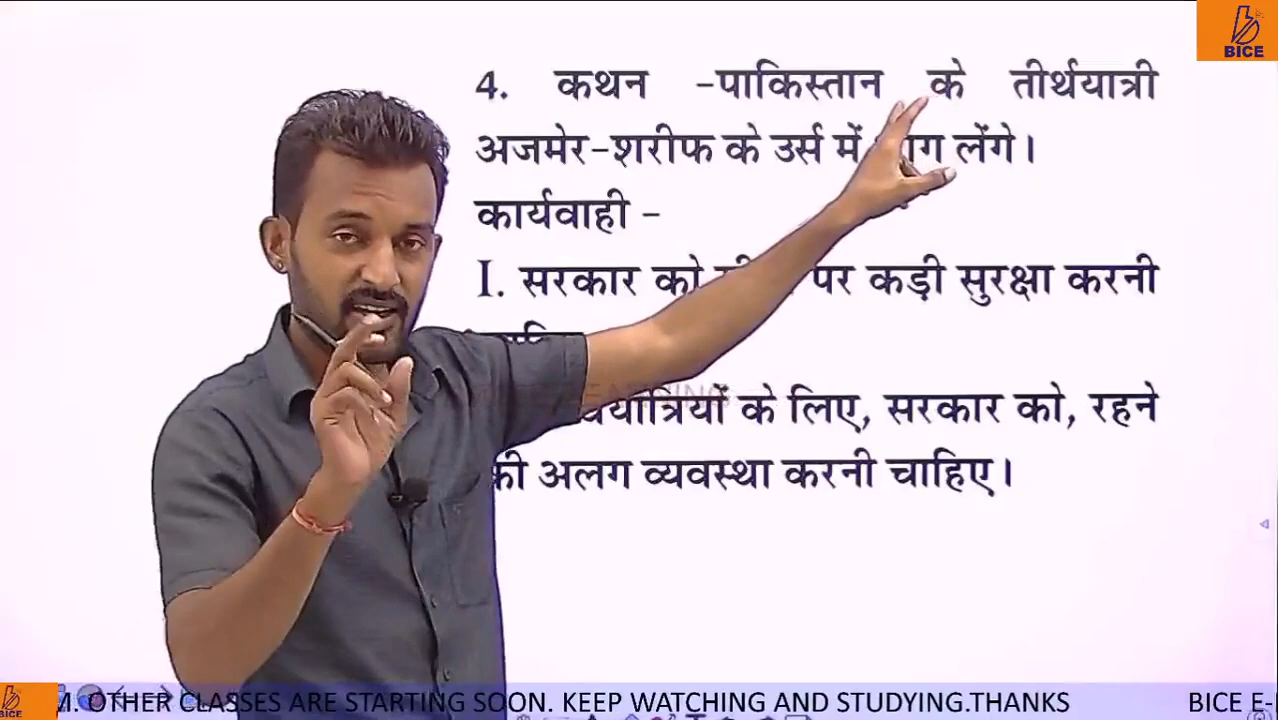 BICE
4. कथन -पाकिस्तान के तीर्थयात्री
अजमेर-शरीफ के उर्स में भाग लेंगे।
कार्यवाही -
I. सरकार को पर कड़ी सुरक्षा करनी
के लिए, सरकार को, रहने
की अलग व्यवस्था करनी चाहिए।
OTHER CLASSES ARE STARTING SOON. KEEP WATCHING AND STUDYING.THANKS
BICE